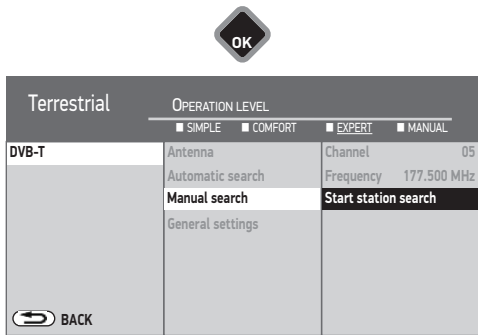 OK
Terrestrial
OPERATION LEVEL
SIMPLE COMFORT EXPERT MANUAL
DVB-T
Antenna
Channel 05
Automatic search
Frequency 177.500 MHz
Manual search
Start station search
General settings
BACK